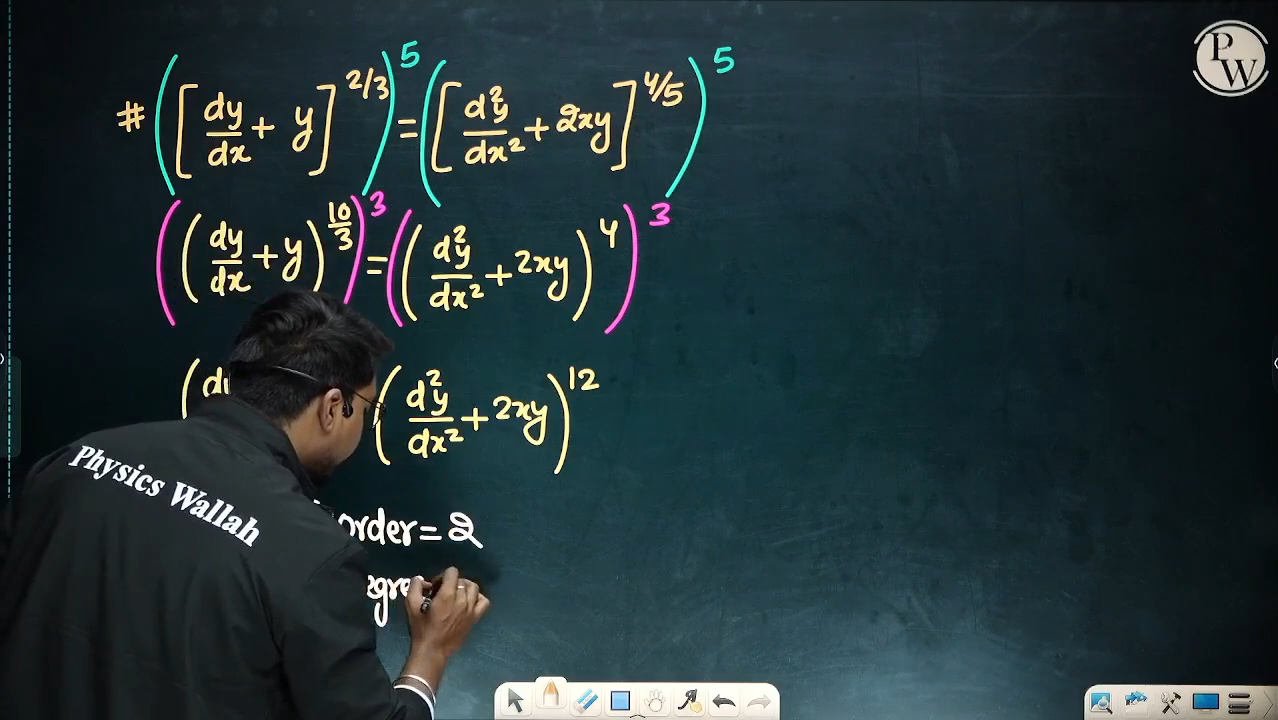 PW
# ([dy/dx + y]^{2/3})^5 = ([d²y/dx² + 2xy]^{4/5})^5
((dy/dx + y)^{10/3})^3 = ((d²y/dx² + 2xy)^4)^3
(dy (d²y/dx² + 2xy)^{12}
order = 2
Physics Wallah